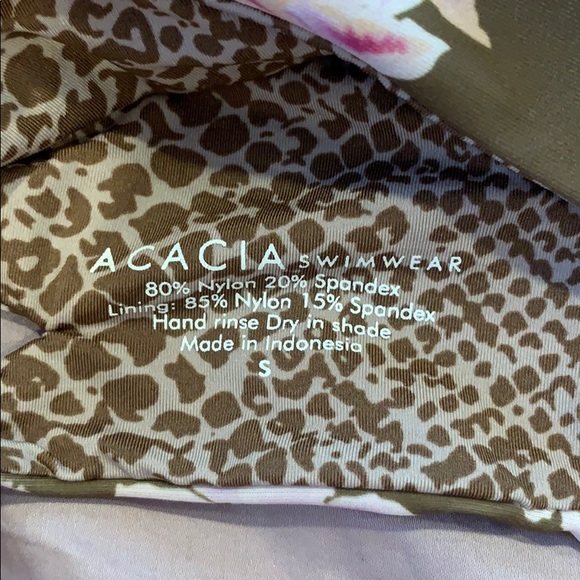 ACACIA SWIMWEAR
80% Nylon 20% Spandex
Lining: 85% Nylon 15% Spandex
Hand rinse Dry in shade
Made in Indonesia
S